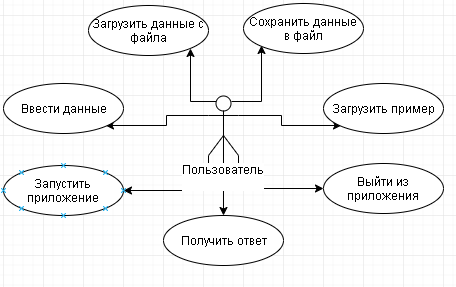 Загрузить данные с
файла
Сохранить данные
в файл
Ввести данные
Загрузить пример
Пользователь
Запустить
приложение
Выйти из
приложения
Получить ответ